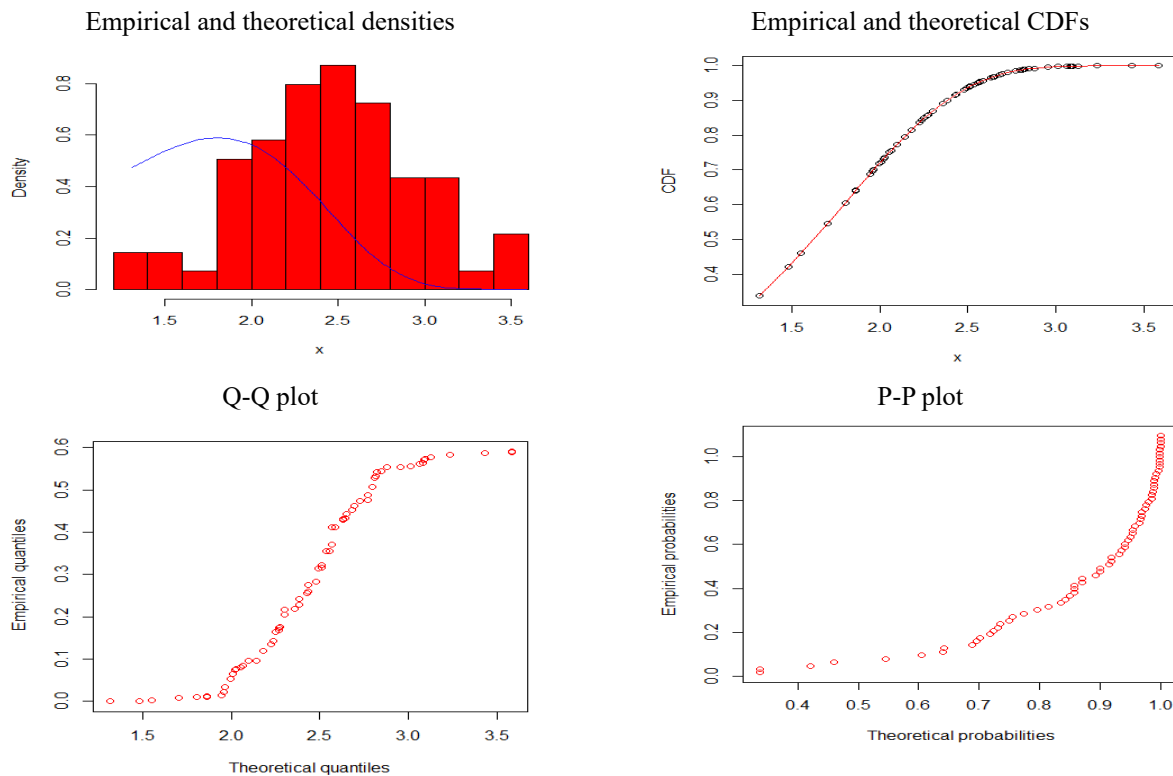 Empirical and theoretical densities
Density
0.0 0.2 0.4 0.6 0.8
1.5 2.0 2.5 3.0 3.5
x
Empirical and theoretical CDFs
CDF
0.4 0.5 0.6 0.7 0.8 0.9 1.0
1.5 2.0 2.5 3.0 3.5
x
Q-Q plot
Empirical quantiles
0.0 0.1 0.2 0.3 0.4 0.5 0.6
1.5 2.0 2.5 3.0 3.5
Theoretical quantiles
P-P plot
Empirical probabilities
0.0 0.2 0.4 0.6 0.8 1.0
0.4 0.5 0.6 0.7 0.8 0.9 1.0
Theoretical probabilities